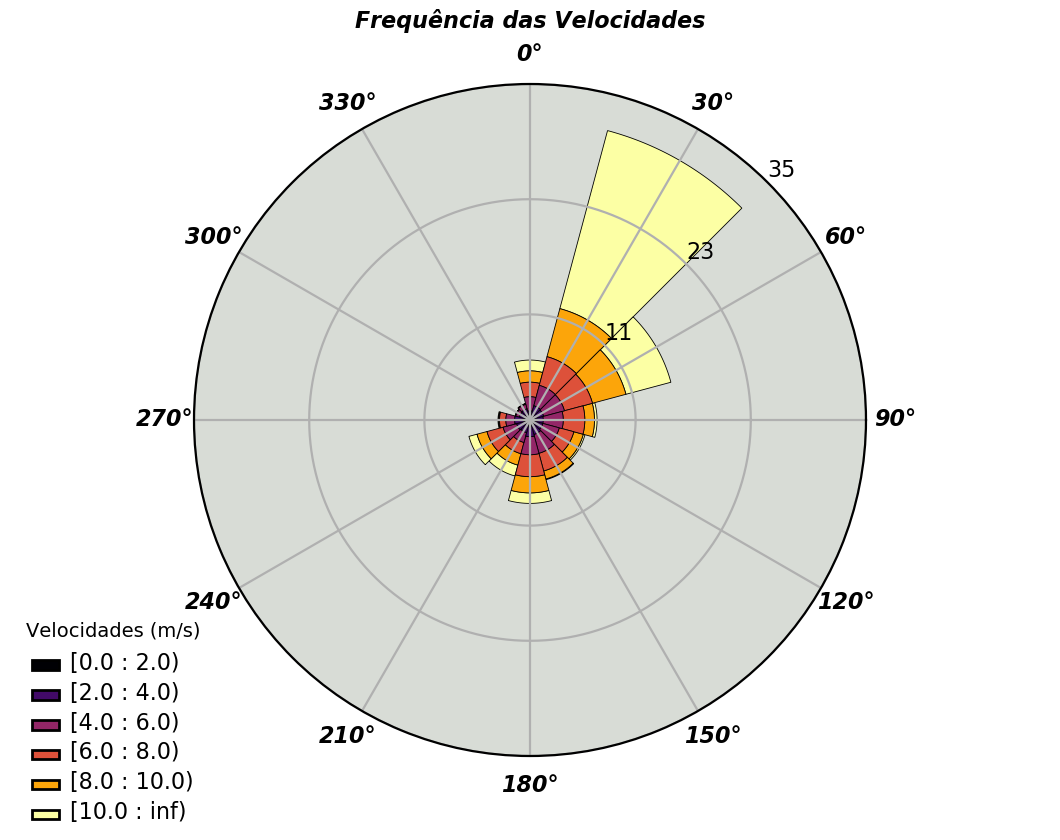 Frequência das Velocidades
0°
330°
30°
35
300°
60°
23
11
270°
90°
240°
120°
210°
150°
180°
Velocidades (m/s)
[0.0 : 2.0)
[2.0 : 4.0)
[4.0 : 6.0)
[6.0 : 8.0)
[8.0 : 10.0)
[10.0 : inf)